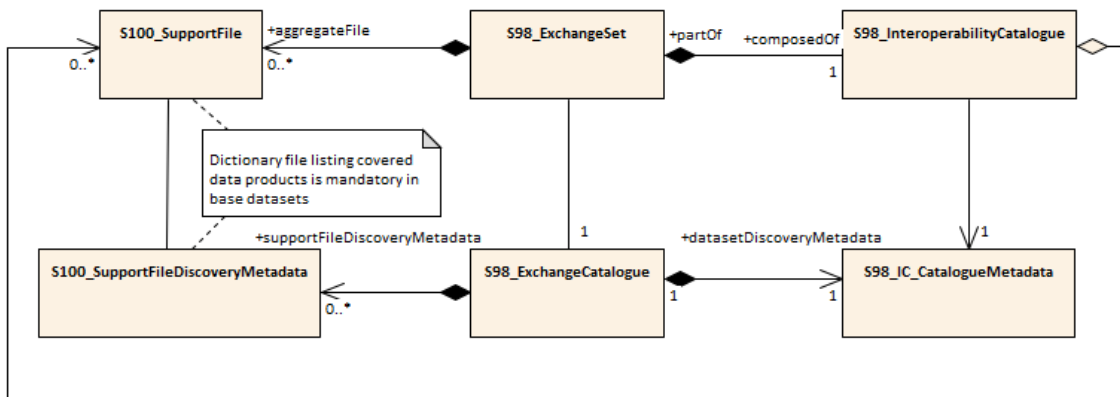 S100_SupportFile
+aggregateFile
0..*
0..*
S98_ExchangeSet
+partOf
+composedOf
1
S98_InteroperabilityCatalogue
Dictionary file listing covered
data products is mandatory in
base datasets
S100_SupportFileDiscoveryMetadata
+supportFileDiscoveryMetadata
0..*
1
S98_ExchangeCatalogue
+datasetDiscoveryMetadata
1
1
1
S98_IC_CatalogueMetadata